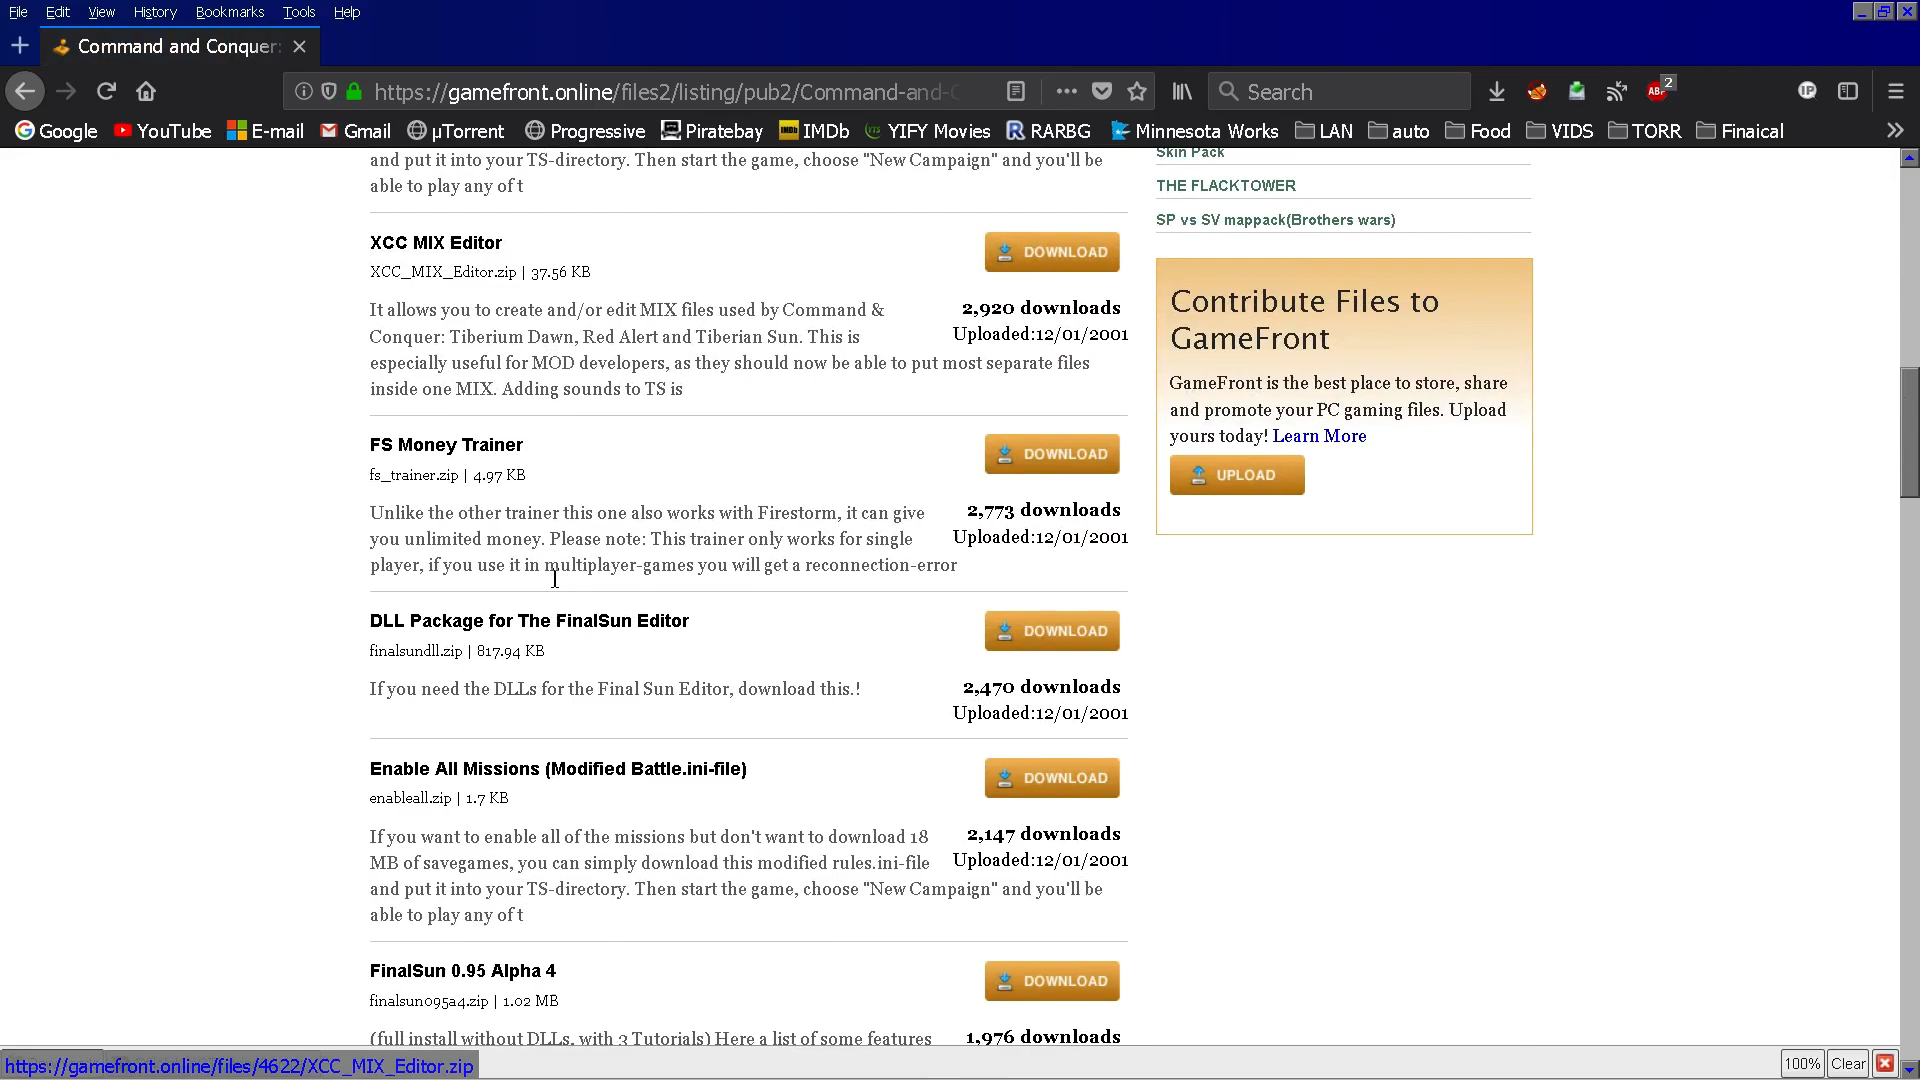 File Edit View History Bookmarks Tools Help
Command and Conquer:
https://gamefront.online/files2/listing/pub2/Command-and-C
Search
ABP 2
IP
Google YouTube E-mail Gmail µTorrent Progressive Piratebay IMDb YIFY Movies RARBG Minnesota Works LAN auto Food VIDS TORR Finaical
and put it into your TS-directory. Then start the game, choose "New Campaign" and you'll be
able to play any of t
XCC MIX Editor
DOWNLOAD
XCC_MIX_Editor.zip | 37.56 KB
2,920 downloads
Uploaded:12/01/2001
It allows you to create and/or edit MIX files used by Command &
Conquer: Tiberium Dawn, Red Alert and Tiberian Sun. This is
especially useful for MOD developers, as they should now be able to put most separate files
inside one MIX. Adding sounds to TS is
FS Money Trainer
DOWNLOAD
fs_trainer.zip | 4.97 KB
2,773 downloads
Uploaded:12/01/2001
Unlike the other trainer this one also works with Firestorm, it can give
you unlimited money. Please note: This trainer only works for single
player, if you use it in multiplayer-games you will get a reconnection-error
DLL Package for The FinalSun Editor
DOWNLOAD
finalsundll.zip | 817.94 KB
2,470 downloads
Uploaded:12/01/2001
If you need the DLLs for the Final Sun Editor, download this.!
Enable All Missions (Modified Battle.ini-file)
DOWNLOAD
enableall.zip | 1.7 KB
2,147 downloads
Uploaded:12/01/2001
If you want to enable all of the missions but don't want to download 18
MB of savegames, you can simply download this modified rules.ini-file
and put it into your TS-directory. Then start the game, choose "New Campaign" and you'll be
able to play any of t
FinalSun 0.95 Alpha 4
DOWNLOAD
finalsun095a4.zip | 1.02 MB
1,976 downloads
(full install without DLLs, with 3 Tutorials) Here a list of some features
Skin Pack
THE FLACKTOWER
SP vs SV mappack(Brothers wars)
Contribute Files to
GameFront
GameFront is the best place to store, share
and promote your PC gaming files. Upload
yours today! Learn More
UPLOAD
https://gamefront.online/files/4622/XCC_MIX_Editor.zip
100% Clear